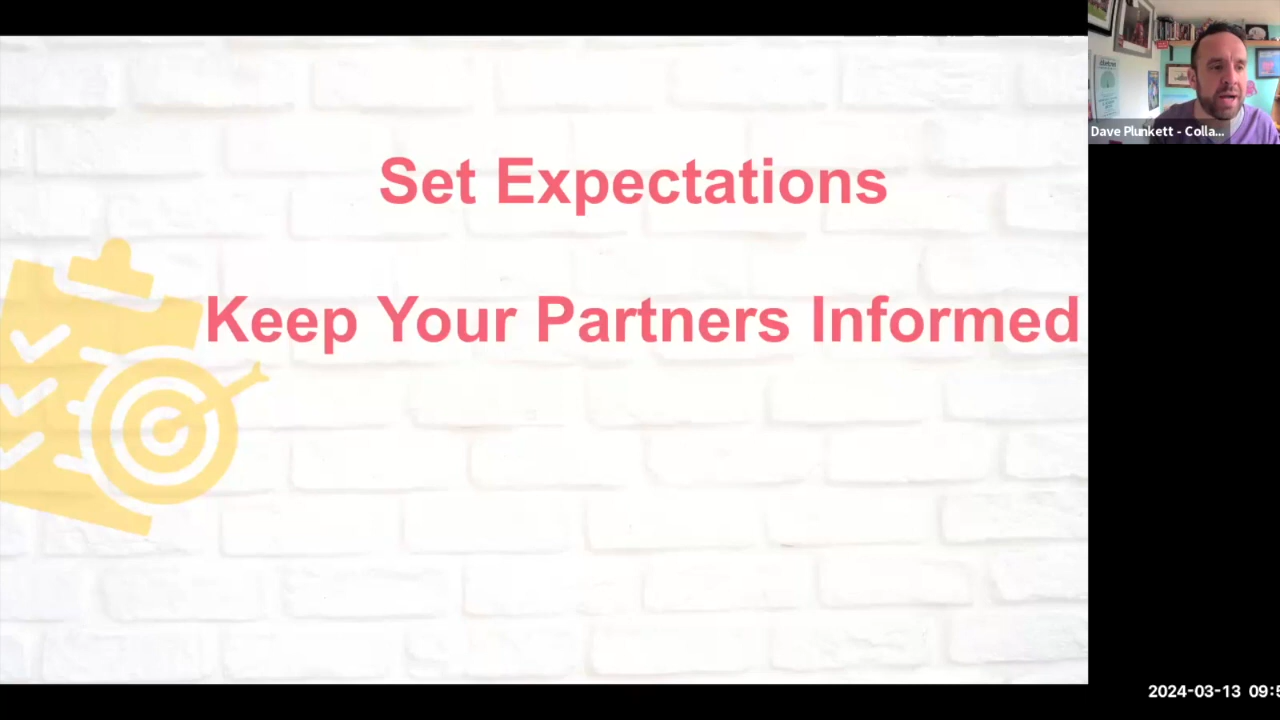 Set Expectations
Keep Your Partners Informed
Dave Plunkett - Colla...
2024-03-13 09:5